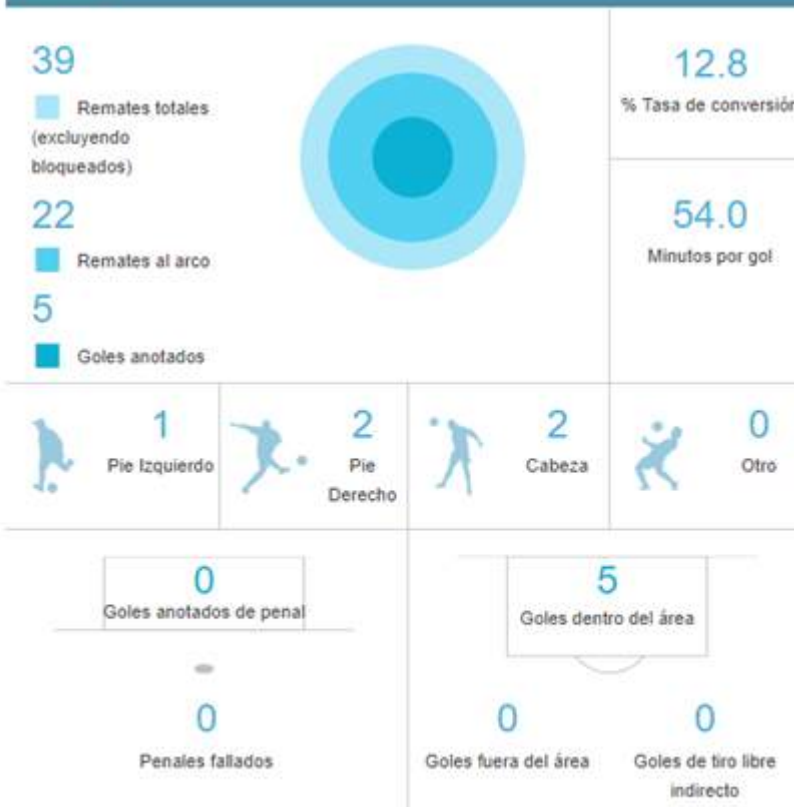 39
Remates totales
(excluyendo
bloqueados)
22
Remates al arco
5
Goles anotados
12.8
% Tasa de conversión
54.0
Minutos por gol
1
Pie Izquierdo
2
Pie
Derecho
2
Cabeza
0
Otro
0
Goles anotados de penal
0
Penales fallados
5
Goles dentro del área
0
Goles fuera del área
0
Goles de tiro libre
indirecto